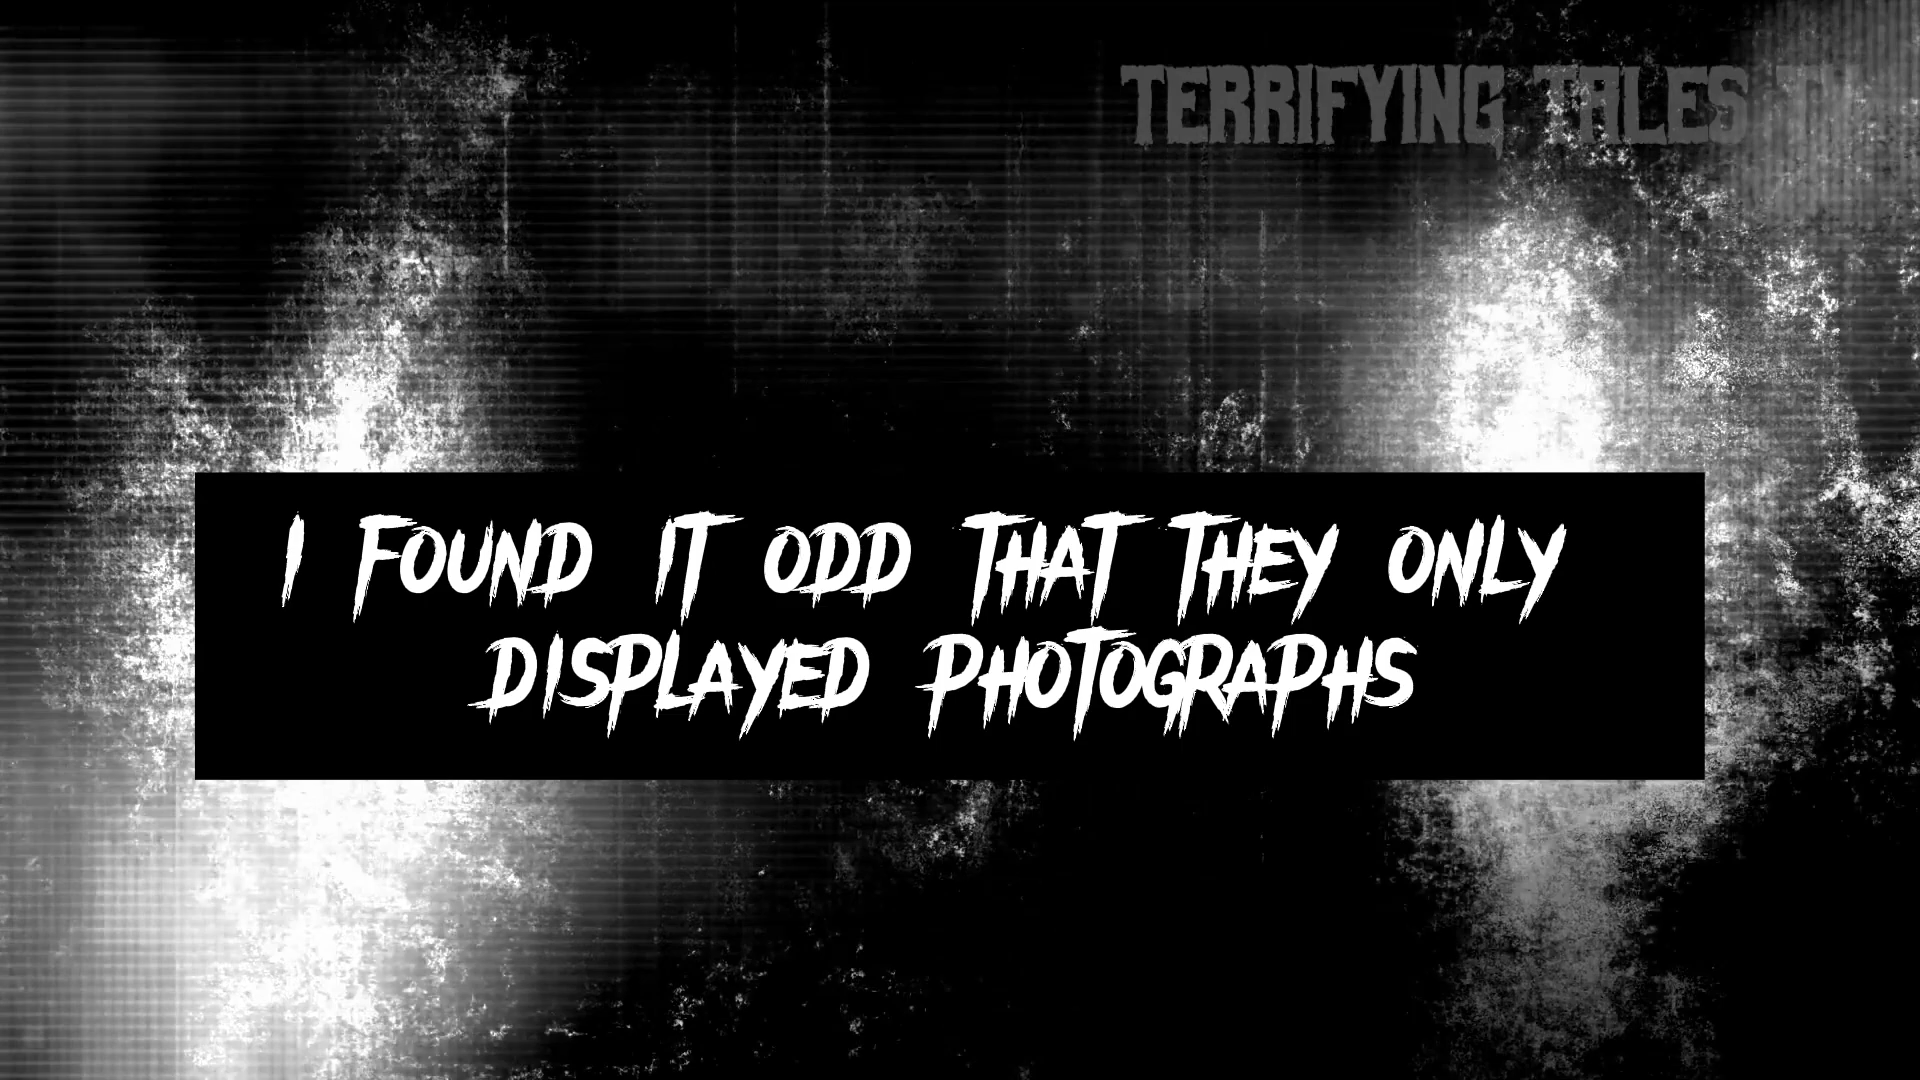 TERRIFYING TALES
I FOUND IT ODD THAT THEY ONLY
DISPLAYED PHOTOGRAPHS